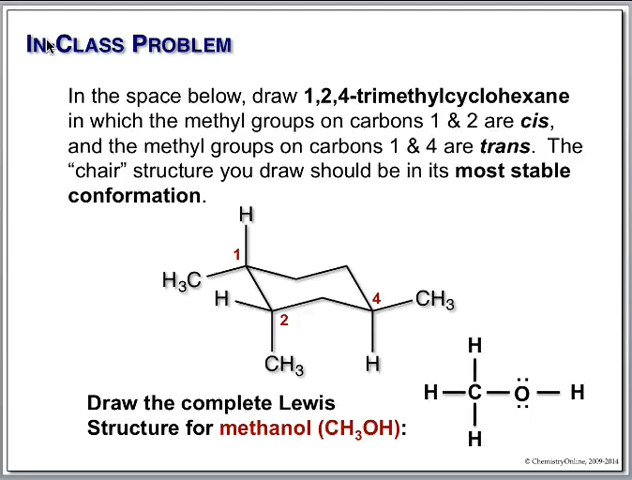 IN-CLASS PROBLEM
In the space below, draw 1,2,4-trimethylcyclohexane
in which the methyl groups on carbons 1 & 2 are cis,
and the methyl groups on carbons 1 & 4 are trans. The
“chair” structure you draw should be in its most stable
conformation.
H
1
H₃C
H
4
CH₃
2
CH₃
H
H
H C O H
H
Draw the complete Lewis
Structure for methanol (CH₃OH):
© ChemistryOnline, 2009-2014